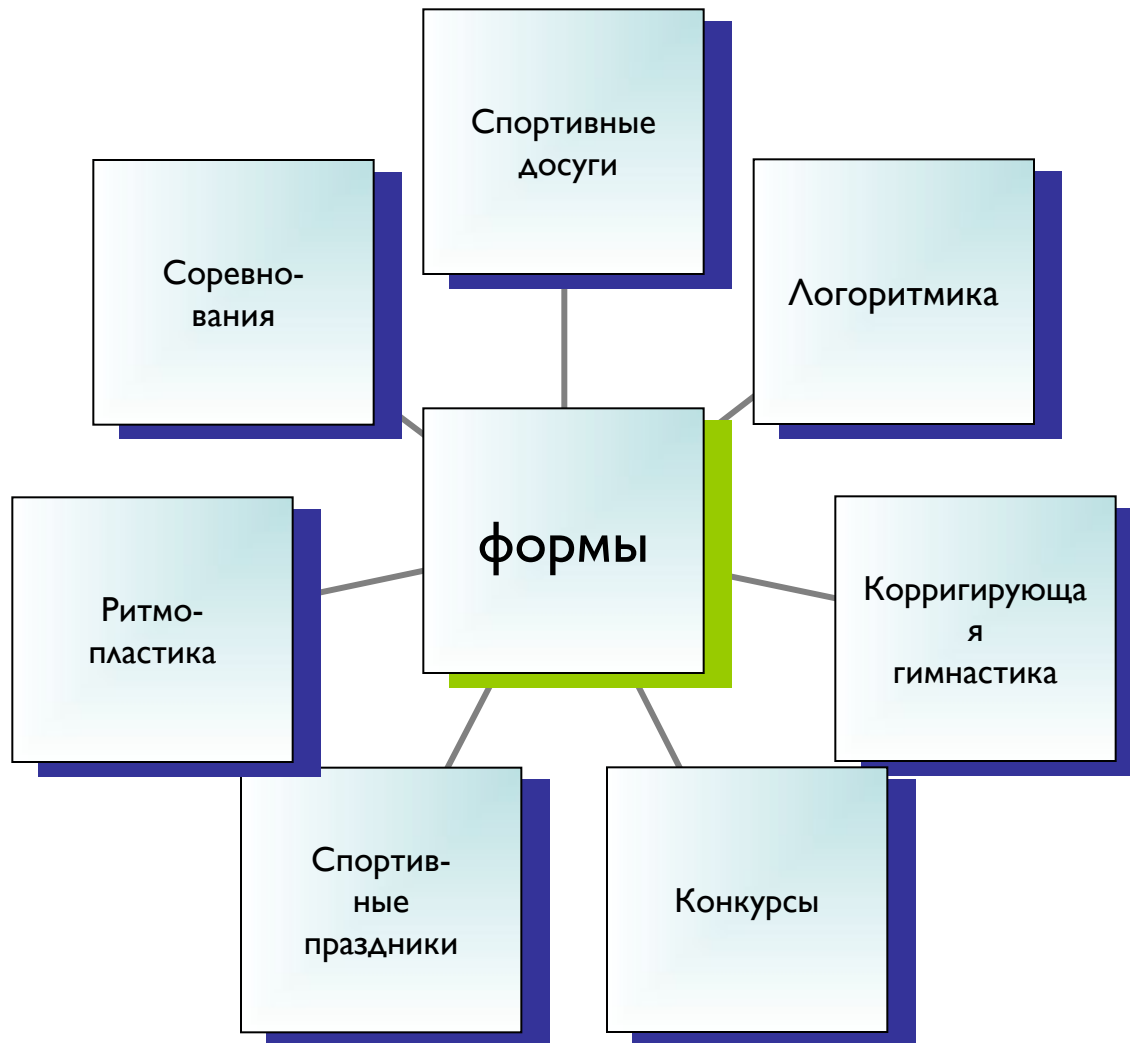 Спортивные
досуги
Соревно-
вания
Логоритмика
формы
Ритмо-
пластика
Корригирующа
я
гимнастика
Спортив-
ные
праздники
Конкурсы